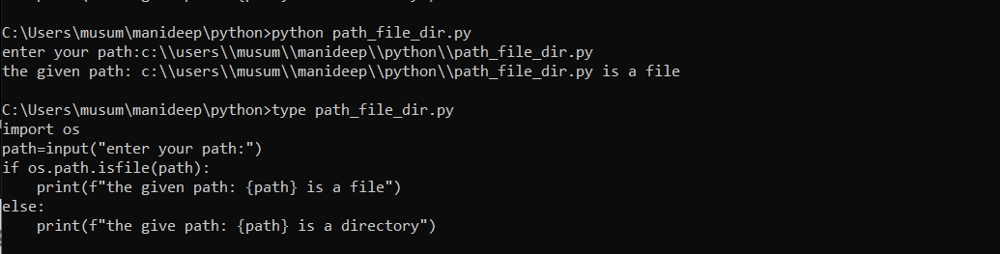 C:\Users\musum\manideep\python>python path_file_dir.py
enter your path:c:\\users\\musum\\manideep\\python\\path_file_dir.py
the given path: c:\\users\\musum\\manideep\\python\\path_file_dir.py is a file
C:\Users\musum\manideep\python>type path_file_dir.py
import os
path=input("enter your path:")
if os.path.isfile(path):
    print(f"the given path: {path} is a file")
else:
    print(f"the give path: {path} is a directory")